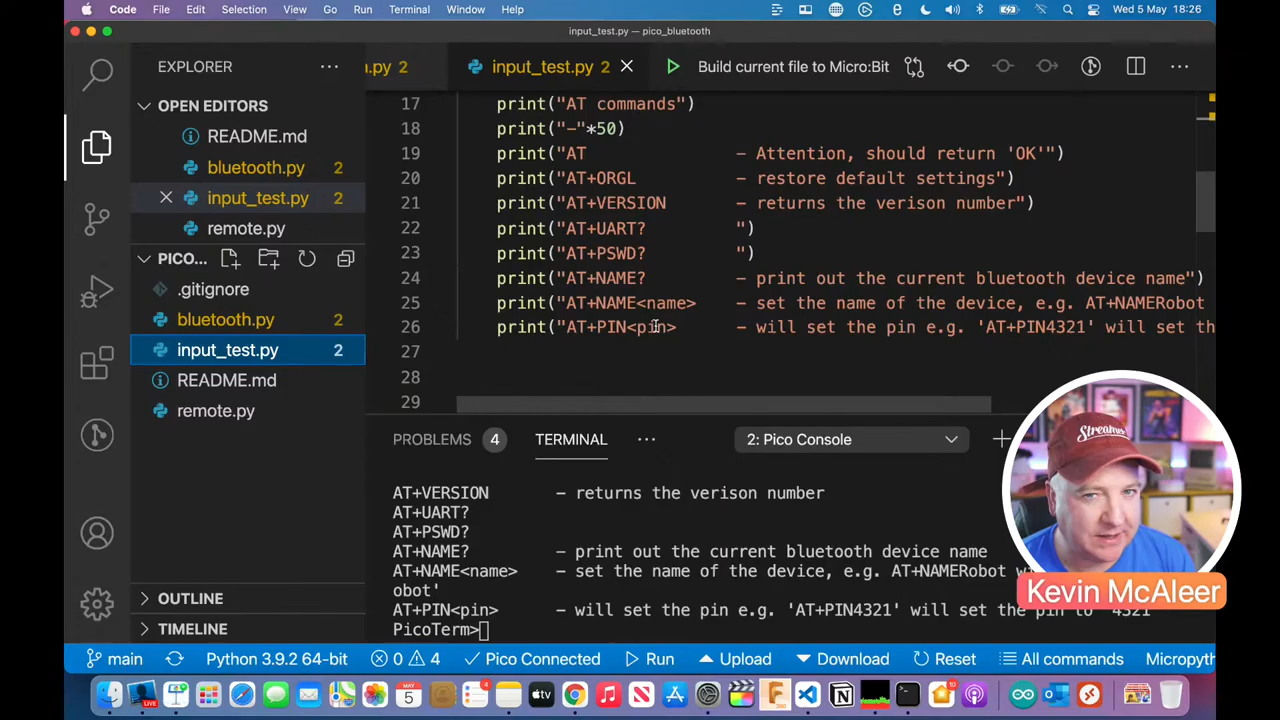 Code File Edit Selection View Go Run Terminal Window Help Wed 5 May 18:26
input_test.py — pico_bluetooth
EXPLORER
.py 2 input_test.py 2 Build current file to Micro:Bit
OPEN EDITORS
README.md
bluetooth.py 2
input_test.py 2
remote.py
PICO...
.gitignore
bluetooth.py 2
input_test.py 2
README.md
remote.py
OUTLINE
TIMELINE
17 print("AT commands")
18 print("-"*50)
19 print("AT - Attention, should return 'OK'")
20 print("AT+ORGL - restore default settings")
21 print("AT+VERSION - returns the verison number")
22 print("AT+UART? ")
23 print("AT+PSWD? ")
24 print("AT+NAME? - print out the current bluetooth device name")
25 print("AT+NAME<name> - set the name of the device, e.g. AT+NAMERobot
26 print("AT+PIN<pin> - will set the pin e.g. 'AT+PIN4321' will set th
27
28
29
PROBLEMS 4 TERMINAL 2: Pico Console
AT+VERSION - returns the verison number
AT+UART?
AT+PSWD?
AT+NAME? - print out the current bluetooth device name
AT+NAME<name> - set the name of the device, e.g. AT+NAMERobot
obot'
AT+PIN<pin> - will set the pin e.g. 'AT+PIN4321' will set the pin to
PicoTerm>
Streamer
Kevin McAleer
main Python 3.9.2 64-bit 0 4 Pico Connected Run Upload Download Reset All commands Micropyth